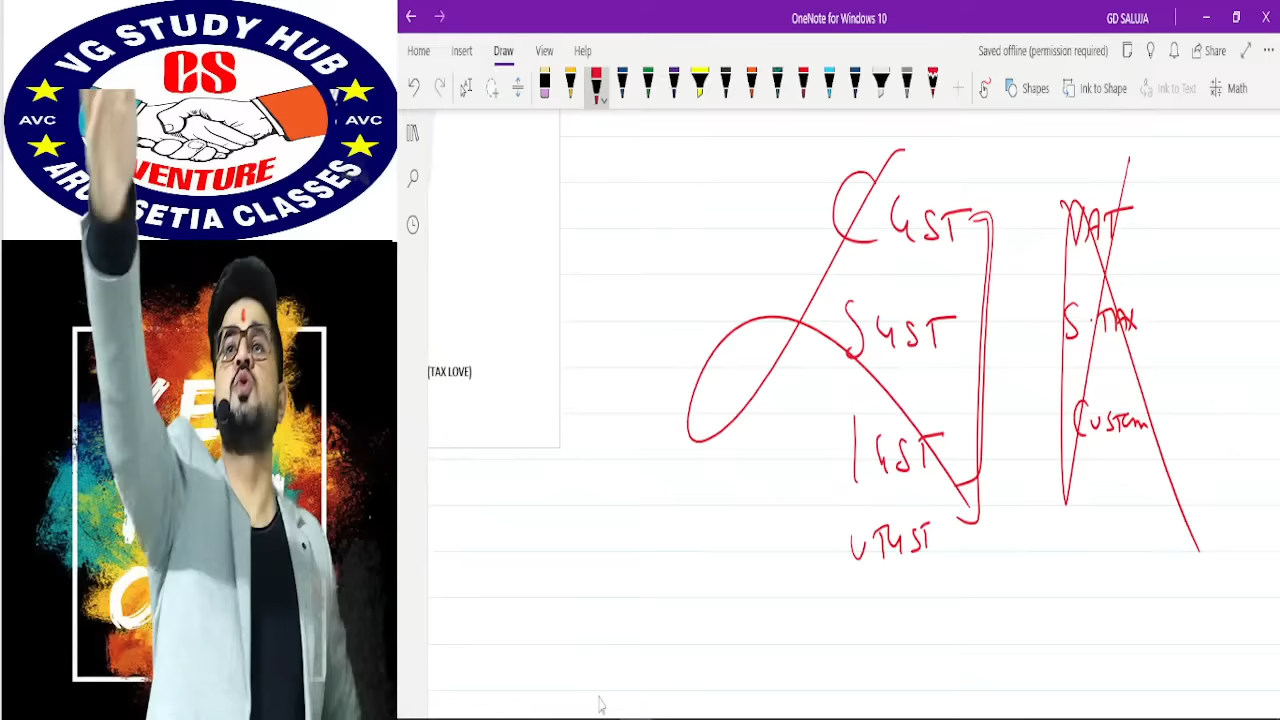 VG STUDY HUB
CS
AVC
AVC
VENTURE
SETIA CLASSES
OneNote for Windows 10
GD SALUJA
Home Insert Draw View Help
Saved offline (permission required)
Share
Shapes
Ink to Shape
Ink to Text
Math
(TAX LOVE)
CGST
SGST
IGST
UTGST
VAT
S.TAX
Custom